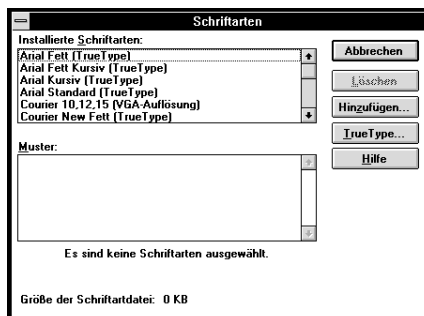 Schriftarten
Installierte Schriftarten:
Arial Fett (TrueType)
Arial Fett Kursiv (TrueType)
Arial Kursiv (TrueType)
Arial Standard (TrueType)
Courier 10,12,15 (VGA-Auflösung)
Courier New Fett (TrueType)
Abbrechen
Löschen
Hinzufügen...
TrueType...
Hilfe
Muster:
Es sind keine Schriftarten ausgewählt.
Größe der Schriftartdatei: 0 KB